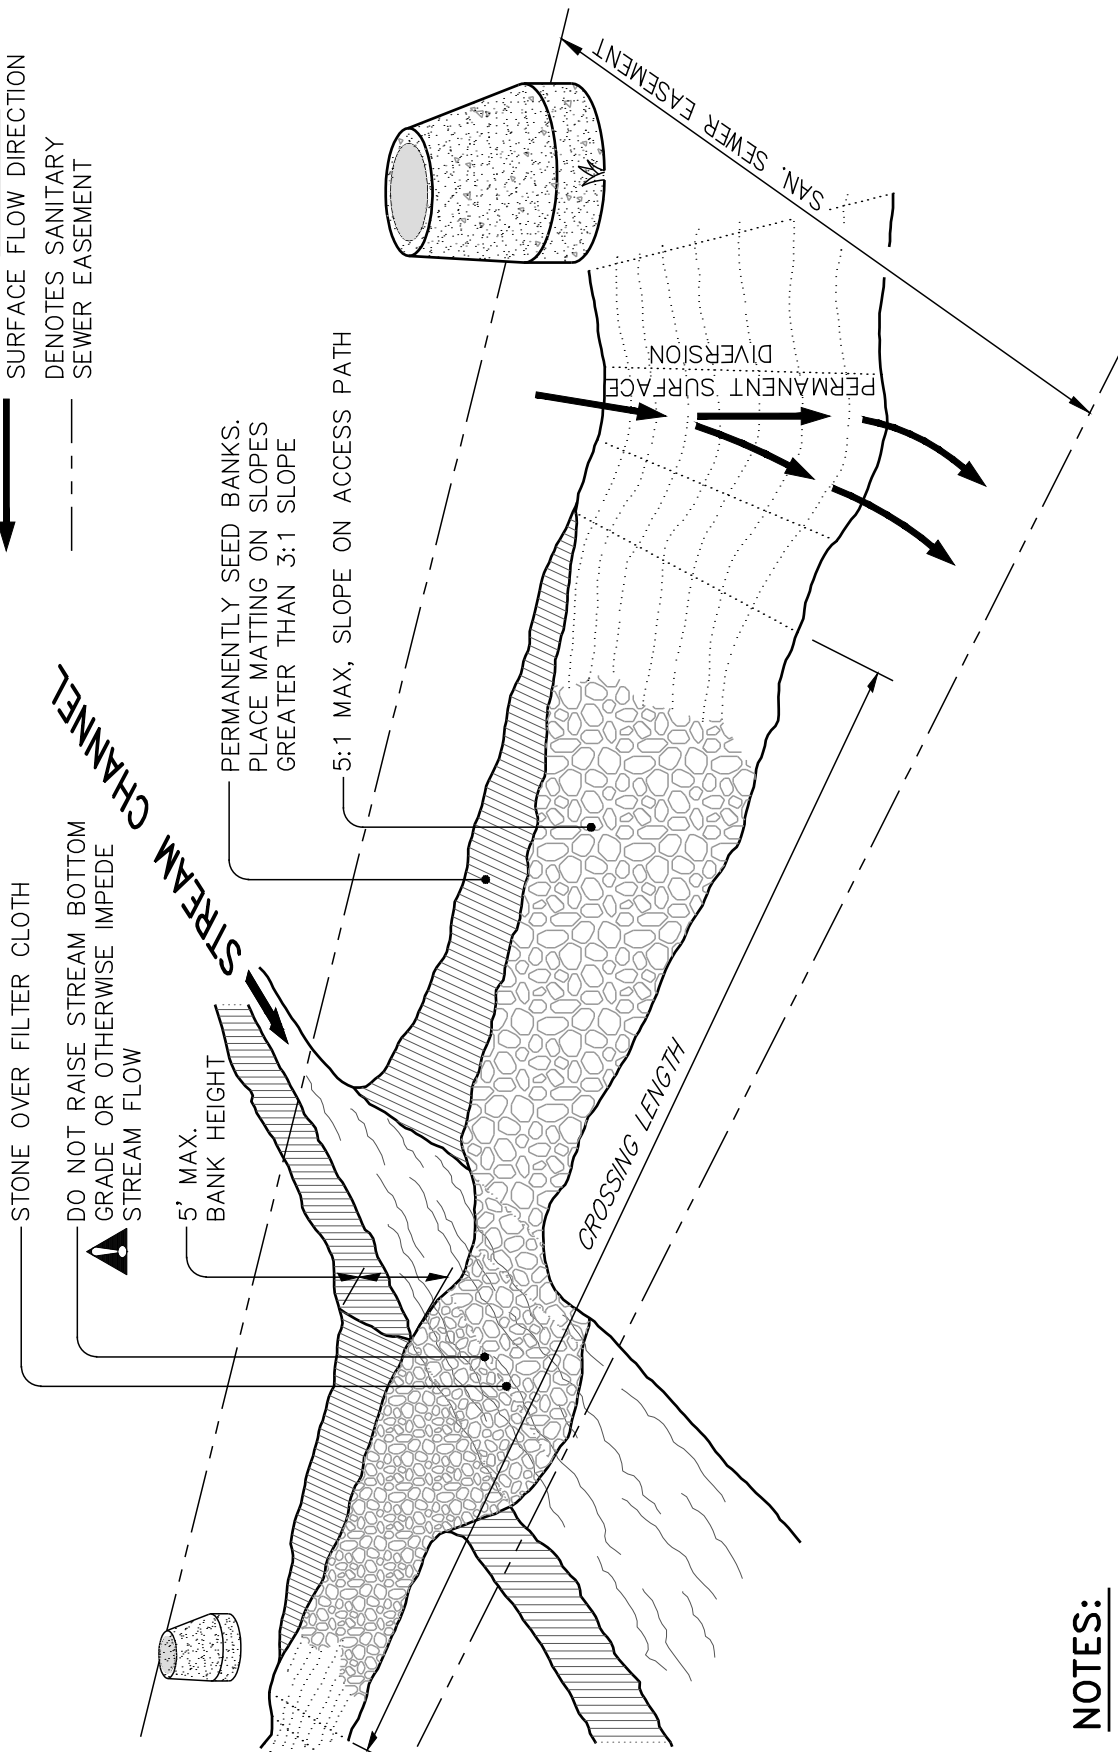 SURFACE FLOW DIRECTION
DENOTES SANITARY
SEWER EASEMENT
STREAM CHANNEL
STONE OVER FILTER CLOTH
DO NOT RAISE STREAM BOTTOM
GRADE OR OTHERWISE IMPEDE
STREAM FLOW
5' MAX.
BANK HEIGHT
PERMANENTLY SEED BANKS.
PLACE MATTING ON SLOPES
GREATER THAN 3:1 SLOPE
5:1 MAX, SLOPE ON ACCESS PATH
SAN. SEWER EASEMENT
PERMANENT SURFACE
DIVERSION
CROSSING LENGTH
NOTES: